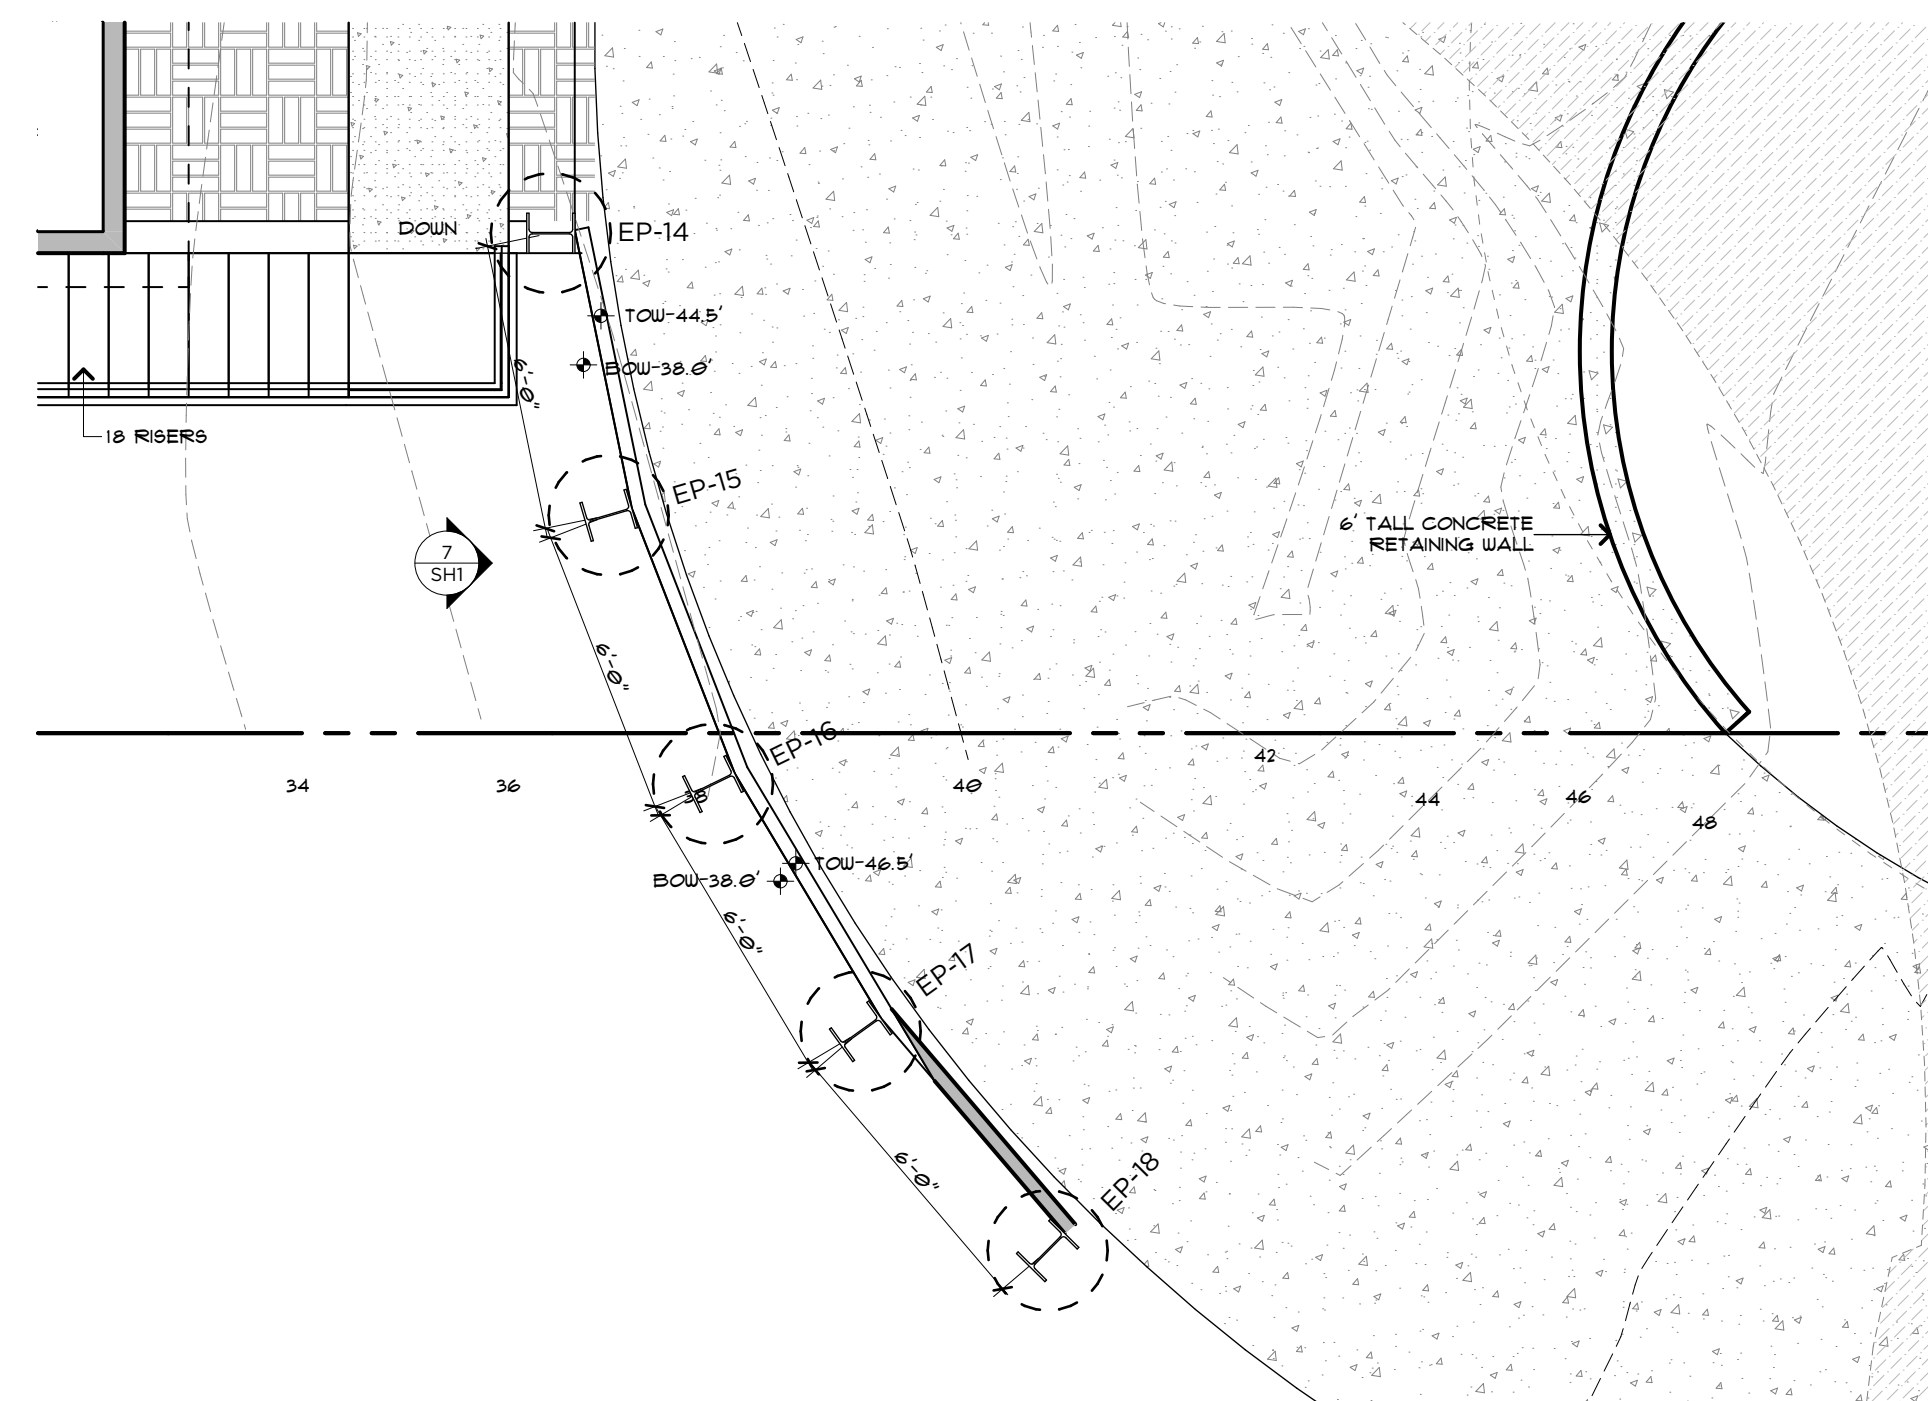 DOWN
EP-14
TOW-44.5'
BOW-38.0'
6'-0"
18 RISERS
EP-15
6' TALL CONCRETE
RETAINING WALL
7
SH1
6'-0"
EP-16
34
36
38
40
42
44
46
48
TOW-46.5'
BOW-38.0'
6'-0"
EP-17
6'-0"
EP-18